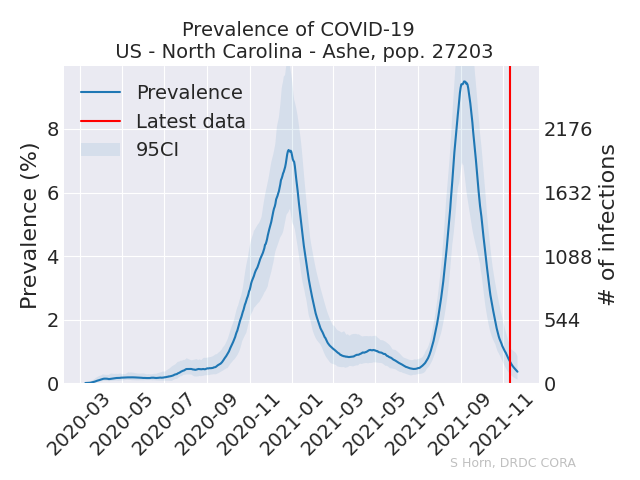 Prevalence of COVID-19
US - North Carolina - Ashe, pop. 27203
Prevalence
Latest data
95CI
Prevalence (%)
8
6
4
2
0
2176
1632
1088
544
0
# of infections
2020-03
2020-05
2020-07
2020-09
2020-11
2021-01
2021-03
2021-05
2021-07
2021-09
2021-11
S Horn, DRDC CORA